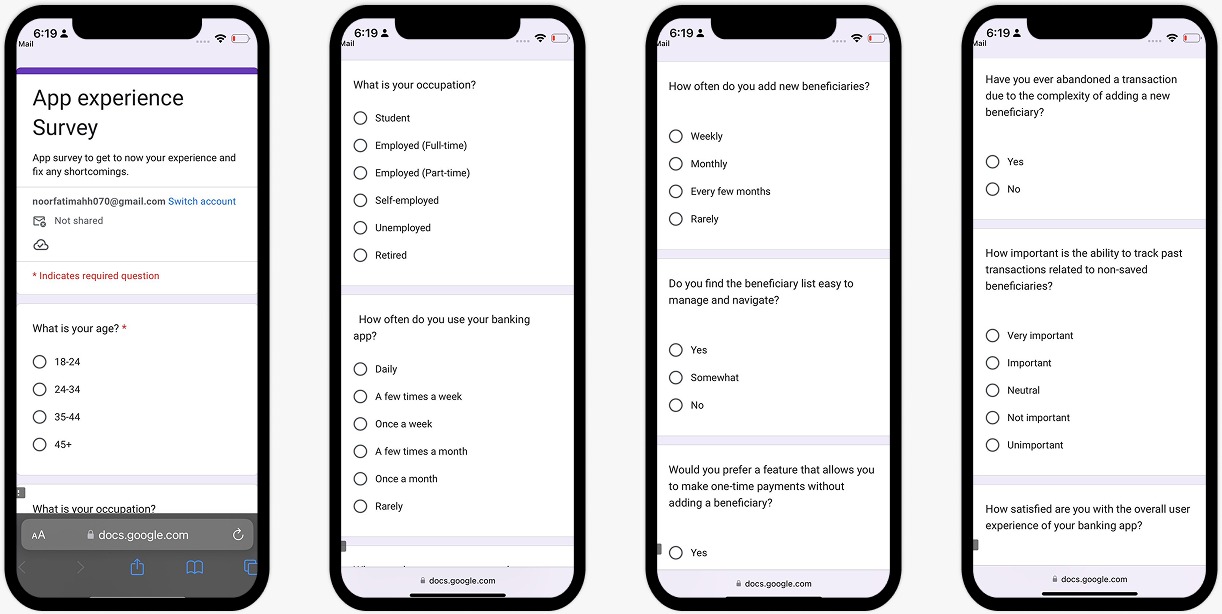 6:19
Mail
App experience
Survey
App survey to get to now your experience and
fix any shortcomings.
noorfatimahh070@gmail.com Switch account
Not shared
* Indicates required question
What is your age? *
18-24
24-34
35-44
45+
What is your occupation?
AA docs.google.com
6:19
Mail
What is your occupation?
Student
Employed (Full-time)
Employed (Part-time)
Self-employed
Unemployed
Retired
How often do you use your banking
app?
Daily
A few times a week
Once a week
A few times a month
Once a month
Rarely
docs.google.com
6:19
Mail
How often do you add new beneficiaries?
Weekly
Monthly
Every few months
Rarely
Do you find the beneficiary list easy to
manage and navigate?
Yes
Somewhat
No
Would you prefer a feature that allows you
to make one-time payments without
adding a beneficiary?
Yes
docs.google.com
6:19
Mail
Have you ever abandoned a transaction
due to the complexity of adding a new
beneficiary?
Yes
No
How important is the ability to track past
transactions related to non-saved
beneficiaries?
Very important
Important
Neutral
Not important
Unimportant
How satisfied are you with the overall user
experience of your banking app?
docs.google.com